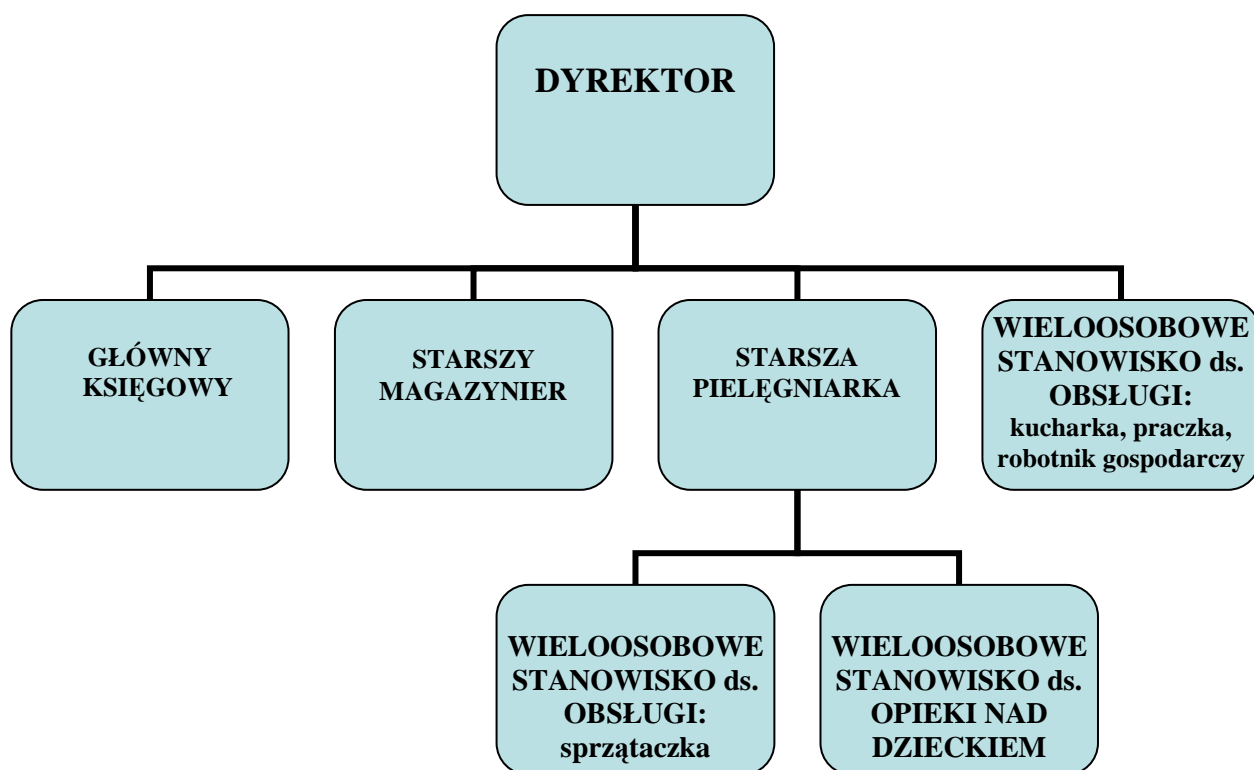 DYREKTOR
GŁÓWNY
KSIĘGOWY
STARSZY
MAGAZYNIER
STARSZA
PIELĘGNIARKA
WIELOOSOBOWE
STANOWISKO ds.
OBSŁUGI:
kucharka, praczka,
robotnik gospodarczy
WIELOOSOBOWE
STANOWISKO ds.
OBSŁUGI:
sprzątaczka
WIELOOSOBOWE
STANOWISKO ds.
OPIEKI NAD
DZIECKIEM